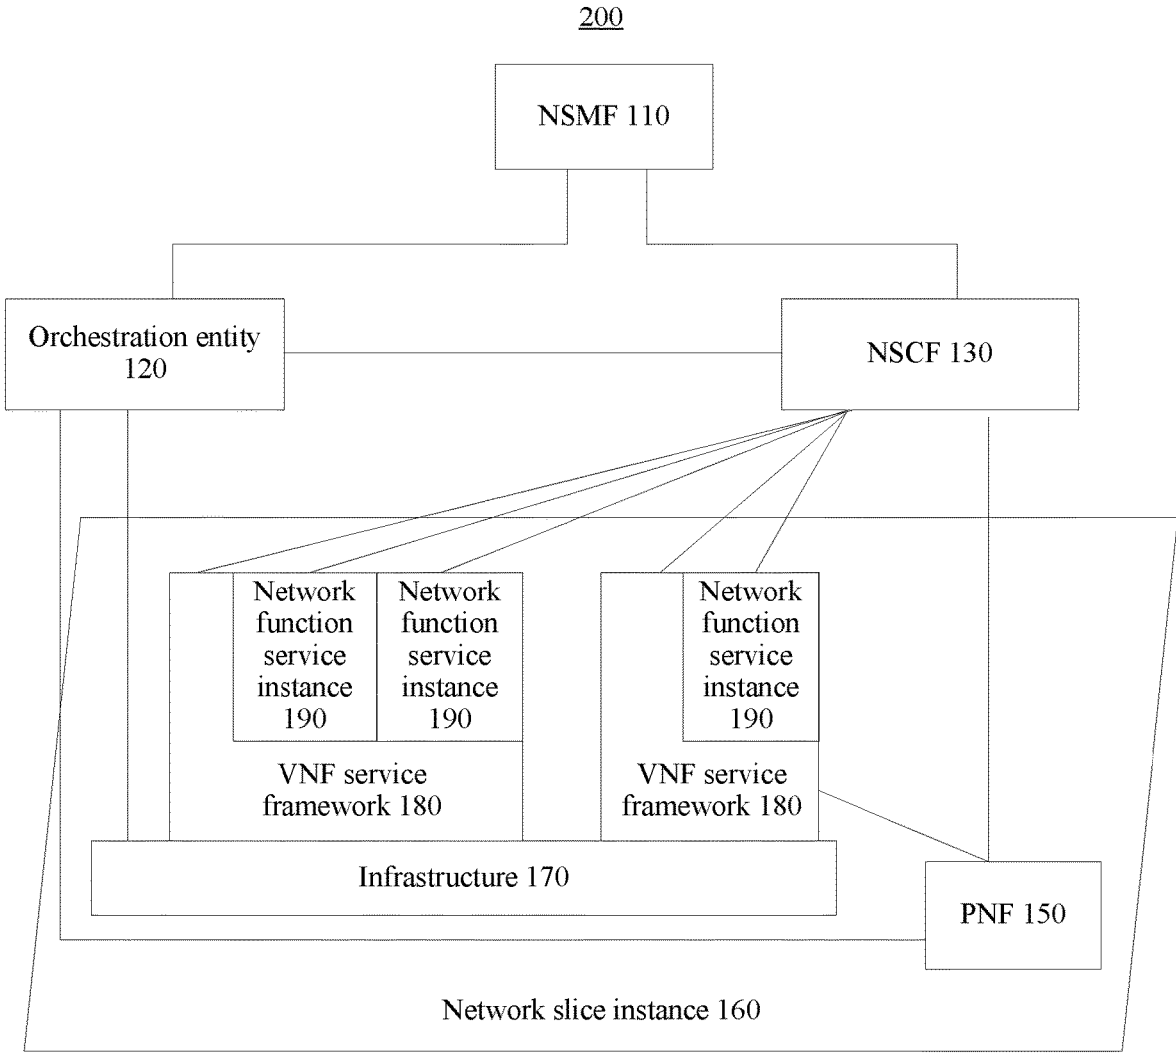 200
NSMF 110
Orchestration entity
120
NSCF 130
Network
function
service
instance
190
Network
function
service
instance
190
VNF service
framework 180
Network
function
service
instance
190
VNF service
framework 180
Infrastructure 170
PNF 150
Network slice instance 160